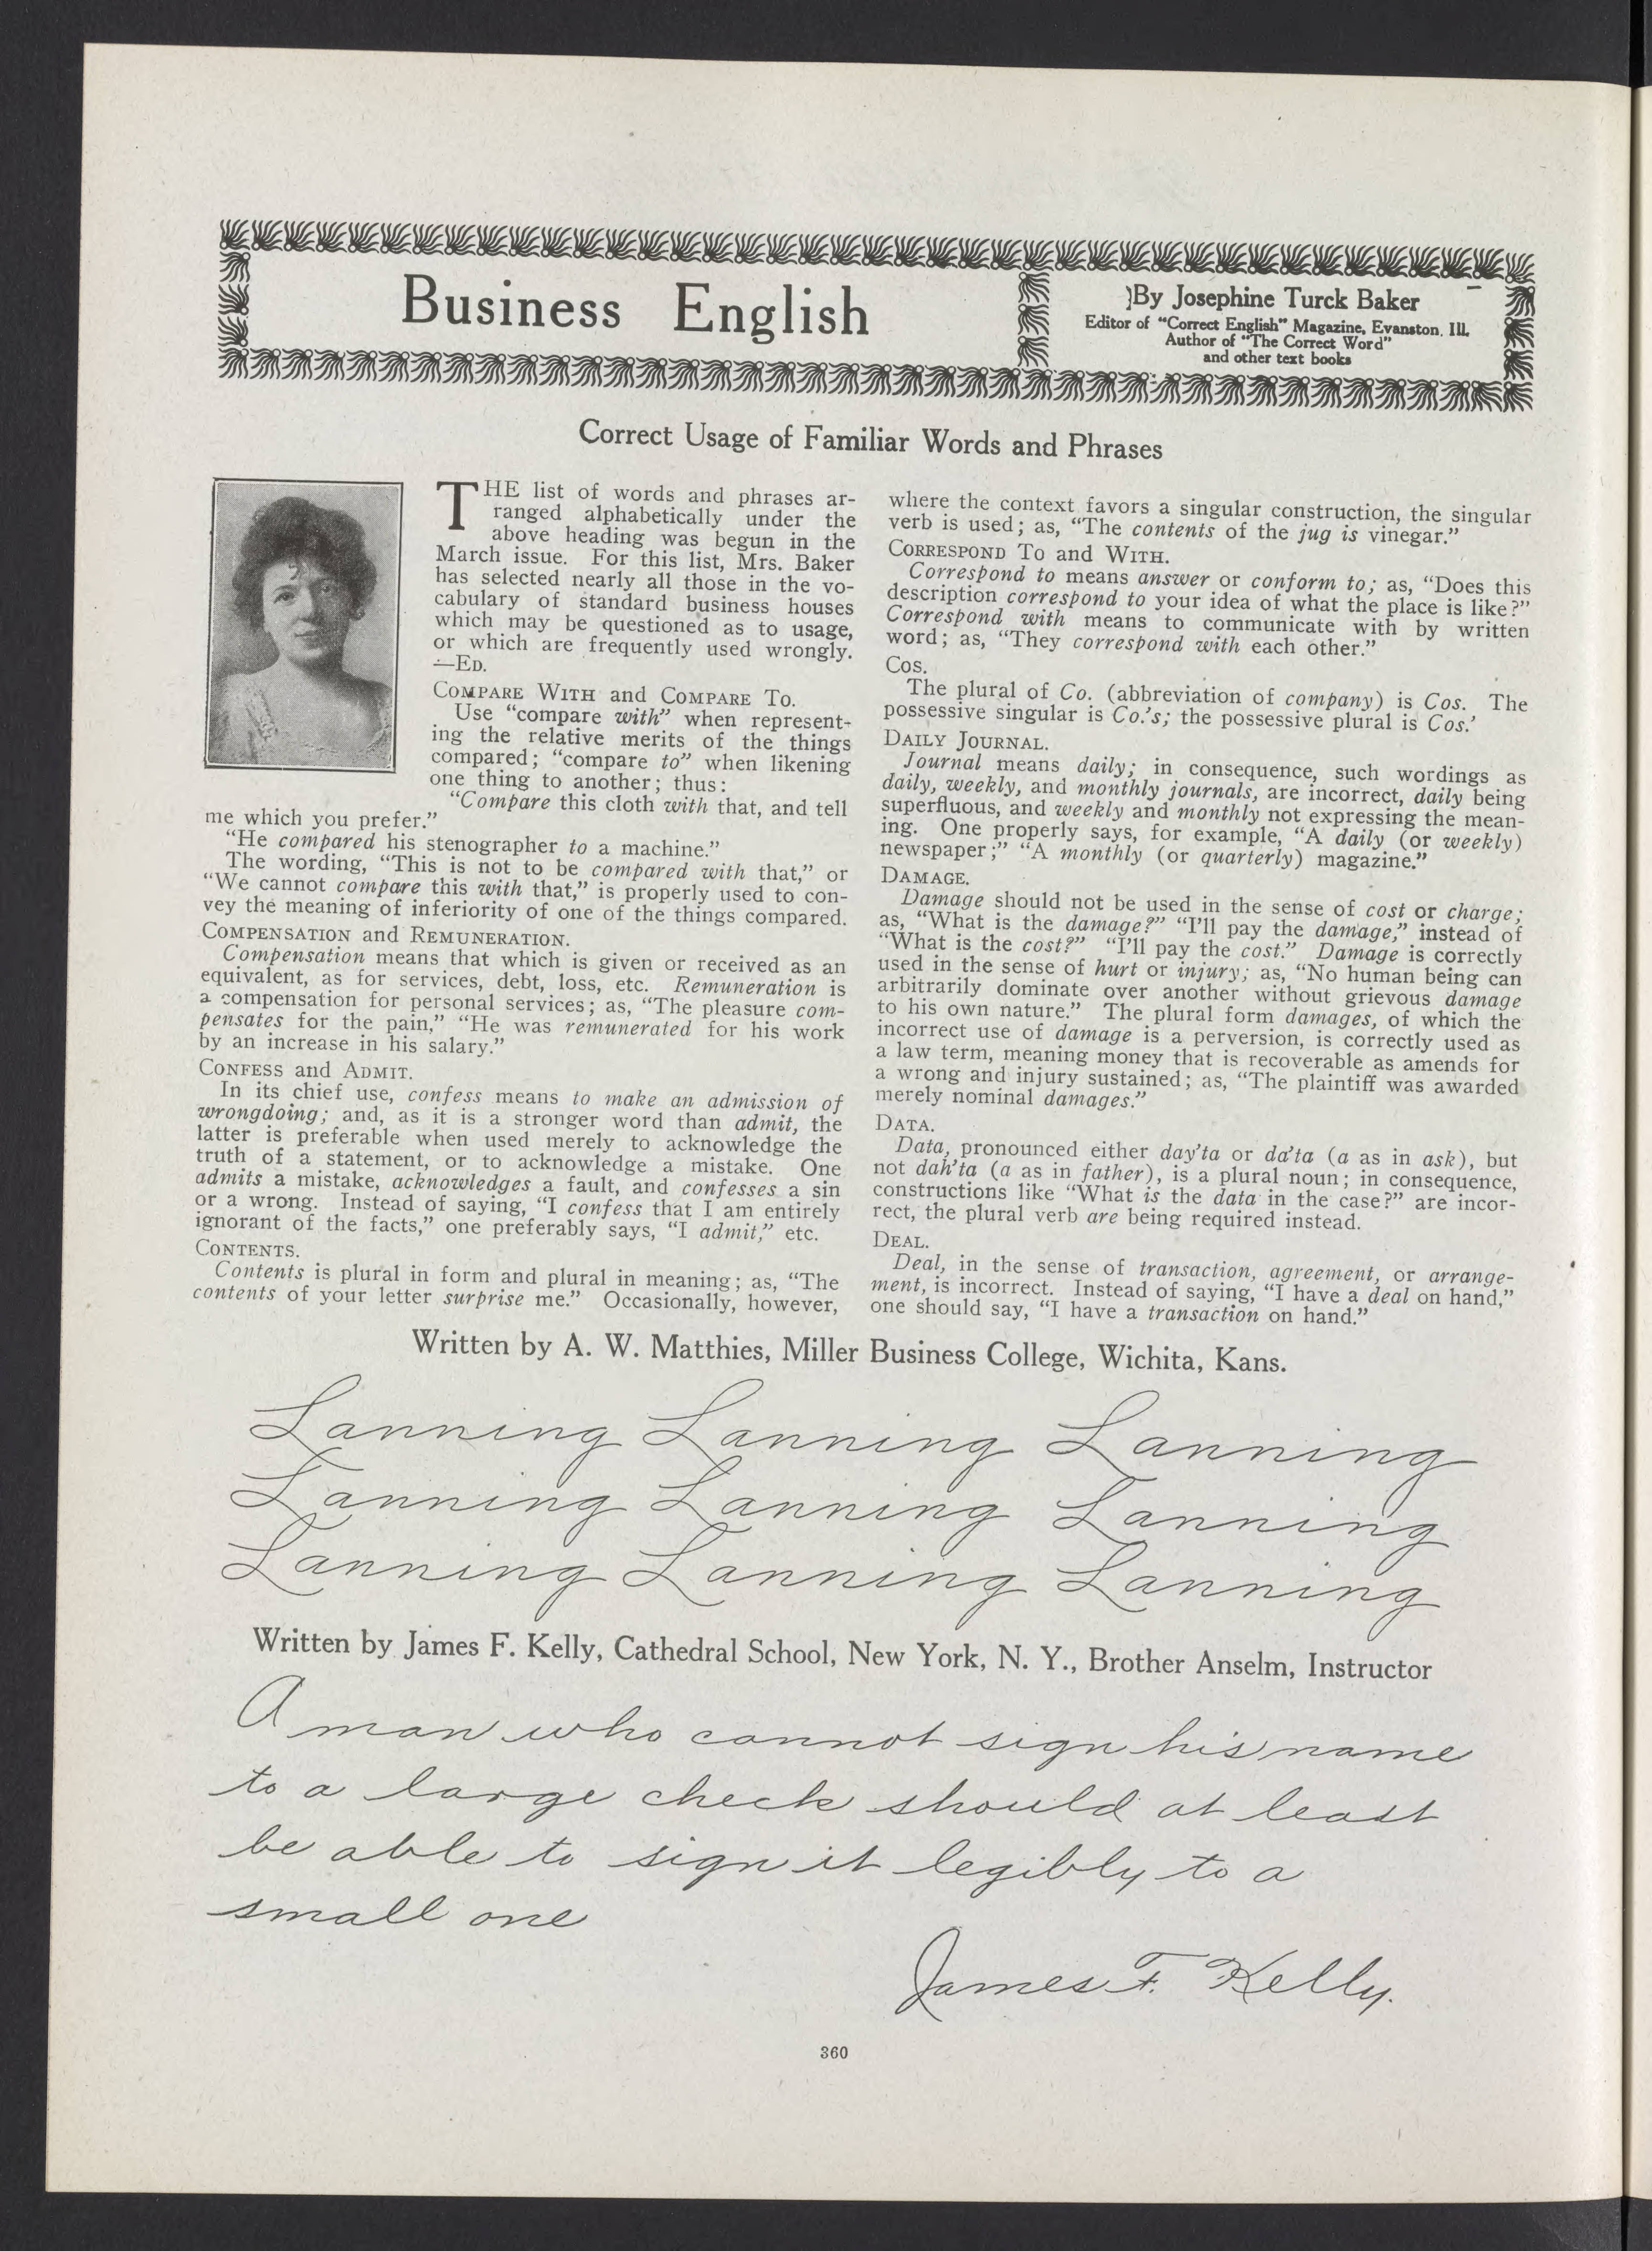 Business English
By Josephine Turck Baker
Editor of "Correct English" Magazine, Evanston. Ill.
Author of "The Correct Word"
and other text books
Correct Usage of Familiar Words and Phrases
THE list of words and phrases ar-
ranged alphabetically under the
above heading was begun in the
March issue. For this list, Mrs. Baker
has selected nearly all those in the vo-
cabulary of standard business houses
which may be questioned as to usage,
or which are frequently used wrongly.
—ED.
COMPARE WITH and COMPARE TO.
Use "compare with" when represent-
ing the relative merits of the things
compared; "compare to" when likening
one thing to another; thus:
"Compare this cloth with that, and tell
me which you prefer."
"He compared his stenographer to a machine."
The wording, "This is not to be compared with that," or
"We cannot compare this with that," is properly used to con-
vey the meaning of inferiority of one of the things compared.
COMPENSATION and REMUNERATION.
Compensation means that which is given or received as an
equivalent, as for services, debt, loss, etc. Remuneration is
a compensation for personal services; as, "The pleasure com-
pensates for the pain," "He was remunerated for his work
by an increase in his salary."
CONFESS and ADMIT.
In its chief use, confess means to make an admission of
wrongdoing; and, as it is a stronger word than admit, the
latter is preferable when used merely to acknowledge the
truth of a statement, or to acknowledge a mistake. One
admits a mistake, acknowledges a fault, and confesses a sin
or a wrong. Instead of saying, "I confess that I am entirely
ignorant of the facts," one preferably says, "I admit," etc.
CONTENTS.
Contents is plural in form and plural in meaning; as, "The
contents of your letter surprise me." Occasionally, however,
where the context favors a singular construction, the singular
verb is used; as, "The contents of the jug is vinegar."
CORRESPOND TO and WITH.
Correspond to means answer or conform to; as, "Does this
description correspond to your idea of what the place is like?"
Correspond with means to communicate with by written
word; as, "They correspond with each other."
COS.
The plural of Co. (abbreviation of company) is Cos. The
possessive singular is Co.'s; the possessive plural is Cos.'
DAILY JOURNAL.
Journal means daily; in consequence, such wordings as
daily, weekly, and monthly journals, are incorrect, daily being
superfluous, and weekly and monthly not expressing the mean-
ing. One properly says, for example, "A daily (or weekly)
newspaper;" "A monthly (or quarterly) magazine."
DAMAGE.
Damage should not be used in the sense of cost or charge;
as, "What is the damage?" "I'll pay the damage," instead of
"What is the cost?" "I'll pay the cost." Damage is correctly
used in the sense of hurt or injury; as, "No human being can
arbitrarily dominate over another without grievous damage
to his own nature." The plural form damages, of which the
incorrect use of damage is a perversion, is correctly used as
a law term, meaning money that is recoverable as amends for
a wrong and injury sustained; as, "The plaintiff was awarded
merely nominal damages."
DATA.
Data, pronounced either day'ta or da'ta (a as in ask), but
not dah'ta (a as in father), is a plural noun; in consequence,
constructions like "What is the data in the case?" are incor-
rect, the plural verb are being required instead.
DEAL.
Deal, in the sense of transaction, agreement, or arrange-
ment, is incorrect. Instead of saying, "I have a deal on hand,"
one should say, "I have a transaction on hand."
Written by A. W. Matthies, Miller Business College, Wichita, Kans.
Lanning Lanning Lanning
Lanning Lanning Lanning
Lanning Lanning Lanning
Written by James F. Kelly, Cathedral School, New York, N. Y., Brother Anselm, Instructor
A man who cannot sign his name
to a large check should at least
be able to sign it legibly to a
small one
James F. Kelly.
360